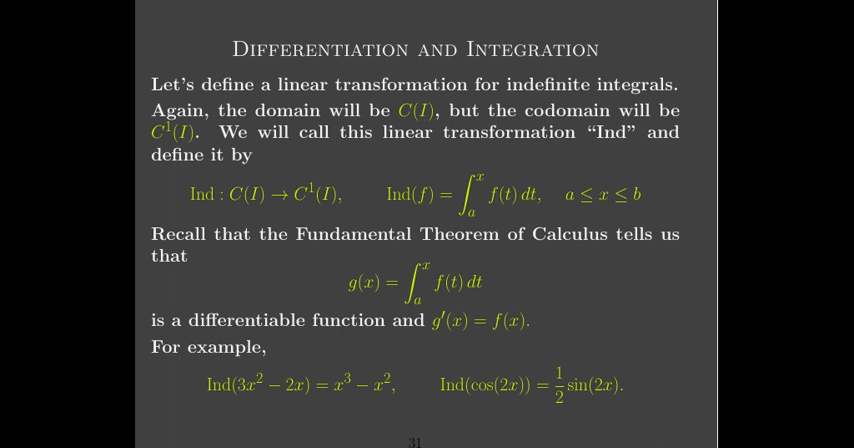 Differentiation and Integration
Let's define a linear transformation for indefinite integrals.
Again, the domain will be C(I), but the codomain will be
C¹(I). We will call this linear transformation "Ind" and
define it by
Ind : C(I) → C¹(I), Ind(f) = ∫ₐˣ f(t) dt, a ≤ x ≤ b
Recall that the Fundamental Theorem of Calculus tells us
that
g(x) = ∫ₐˣ f(t) dt
is a differentiable function and g′(x) = f(x).
For example,
Ind(3x² − 2x) = x³ − x², Ind(cos(2x)) = 1/2 sin(2x).
31